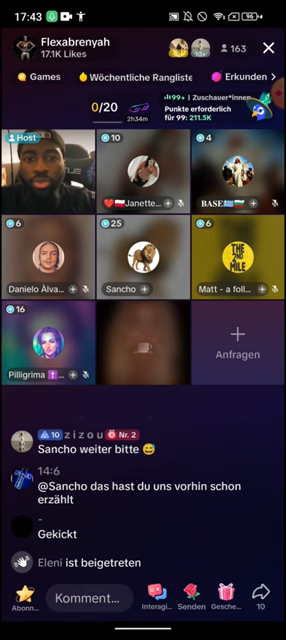 17:43
96
Flexabrenyah
17.1K Likes
163
Games
Wöchentliche Rangliste
Erkunden
0/20
2h34m
99+ | Zuschauer*innen
Punkte erforderlich
für 99: 211.5K
Host
10
Janette...
4
BASE
6
Danielo Àlva...
25
Sancho
6
THE
2ND
MILE
Matt - a foll...
16
Pilligrima
Anfragen
10 z i z o u Nr. 2
Sancho weiter bitte 😅
14:6
@Sancho das hast du uns vorhin schon
erzählt
-
Gekickt
Eleni ist beigetreten
Abonn...
Komment...
Interagi...
Senden
Gesche...
10